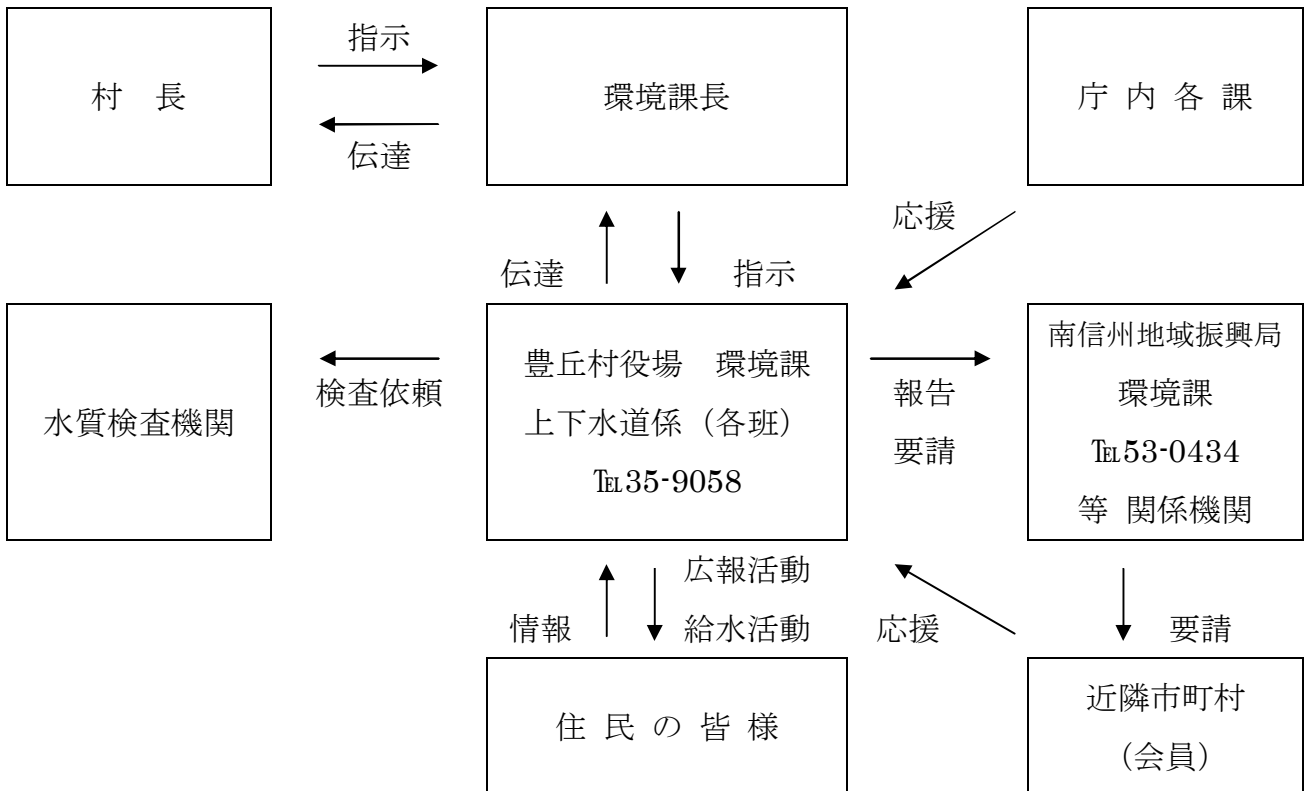 指示
村 長
環境課長
庁 内 各 課
伝達
応援
伝達
指示
水質検査機関
検査依頼
豊丘村役場 環境課
上下水道係（各班）
℡35-9058
報告
要請
南信州地域振興局
環境課
℡53-0434
等 関係機関
情報
広報活動
給水活動
応援
要請
住 民 の 皆 様
近隣市町村
（会員）